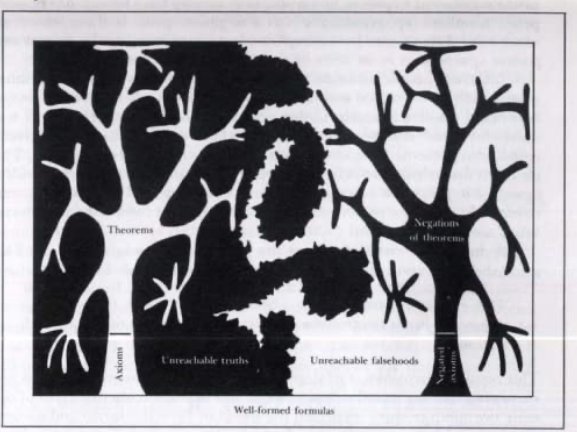 Theorems
Negations
of theorems
Axioms
Unreachable truths
Unreachable falsehoods
Negated
axioms
Well-formed formulas